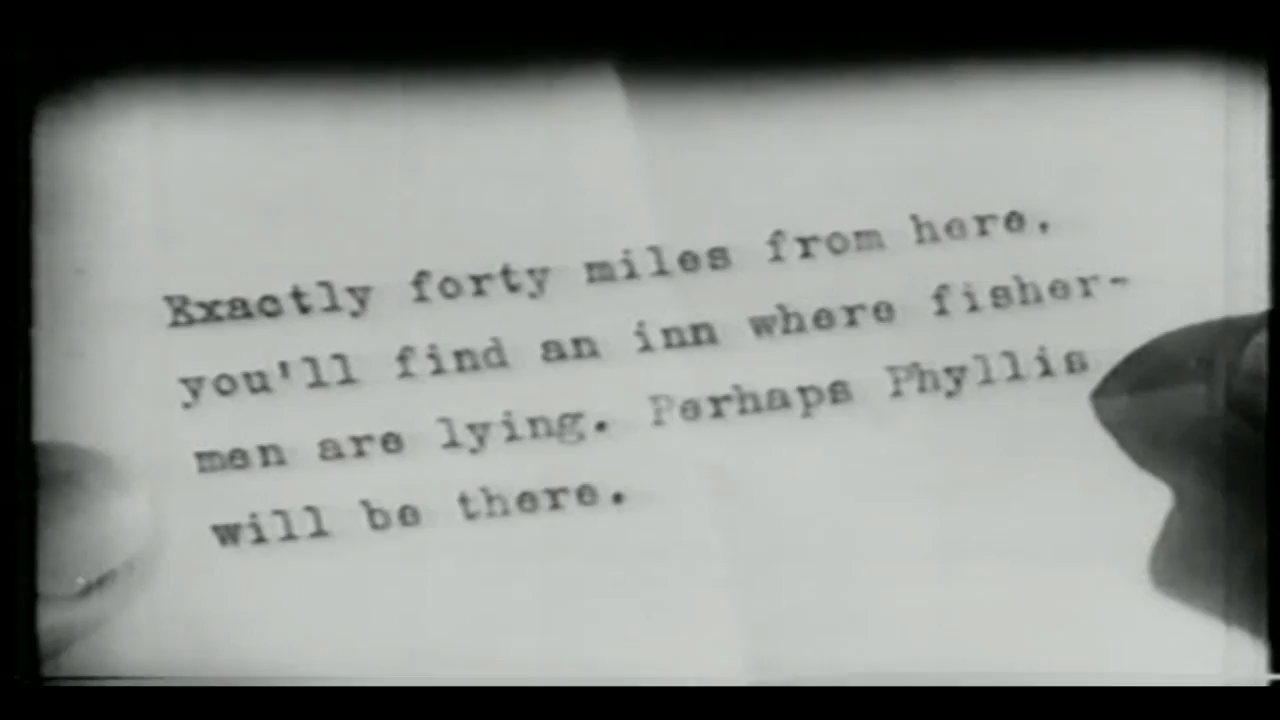 Exactly forty miles from here,
you'll find an inn where fisher-
men are lying. Perhaps Phyllis
will be there.